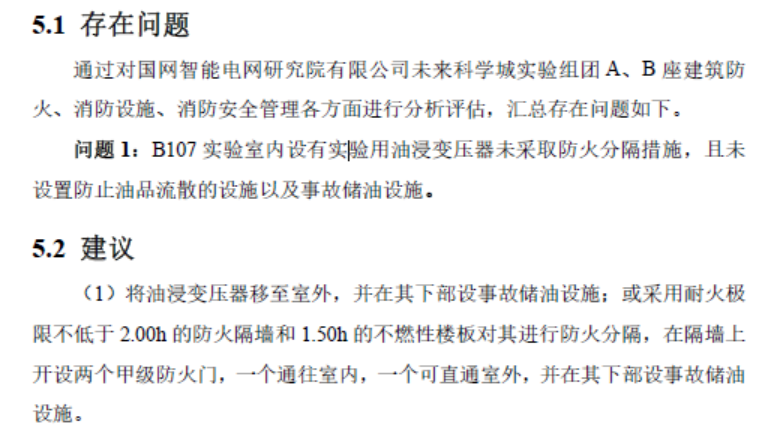 5.1 存在问题
通过对国网智能电网研究院有限公司未来科学城实验组团 A、B 座建筑防
火、消防设施、消防安全管理各方面进行分析评估，汇总存在问题如下。
问题 1：B107 实验室内设有实验用油浸变压器未采取防火分隔措施，且未
设置防止油品流散的设施以及事故储油设施。
5.2 建议
（1）将油浸变压器移至室外，并在其下部设事故储油设施；或采用耐火极
限不低于 2.00h 的防火隔墙和 1.50h 的不燃性楼板对其进行防火分隔，在隔墙上
开设两个甲级防火门，一个通往室内，一个可直通室外，并在其下部设事故储油
设施。